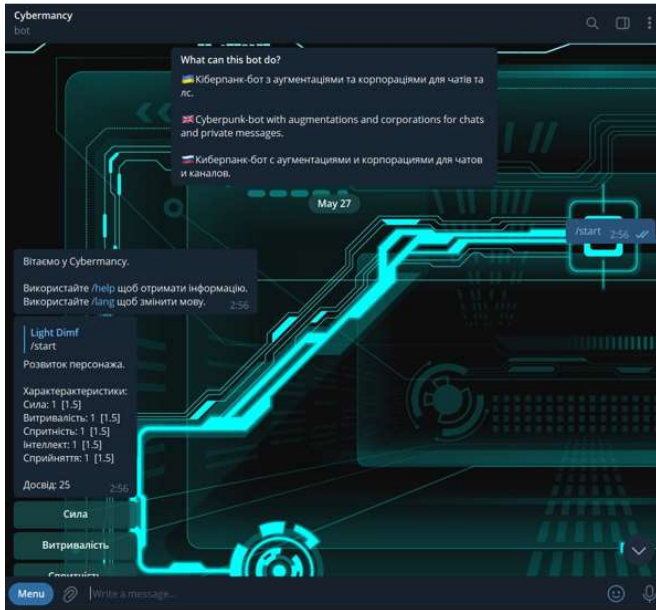 Cybermancy
bot
What can this bot do?
🇺🇦Кіберпанк-бот з аугментаціями та корпораціями для чатів та
лс.
🇬🇧Cyberpunk-bot with augmentations and corporations for chats
and private messages.
🇷🇺Киберпанк-бот с аугментациями и корпорациями для чатов
и каналов.
May 27
/start 2:56
Вітаємо у Cybermancy.
Використайте /help щоб отримати інформацію.
Використайте /lang щоб змінити мову. 2:56
Light Dimf
/start
Розвиток персонажа.
Характерактеристики:
Сила: 1 [1.5]
Витривалість: 1 [1.5]
Спритність: 1 [1.5]
Інтеллект: 1 [1.5]
Сприйняття: 1 [1.5]
Досвід: 25 2:56
Сила
Витривалість
Спритність
Menu Write a message...